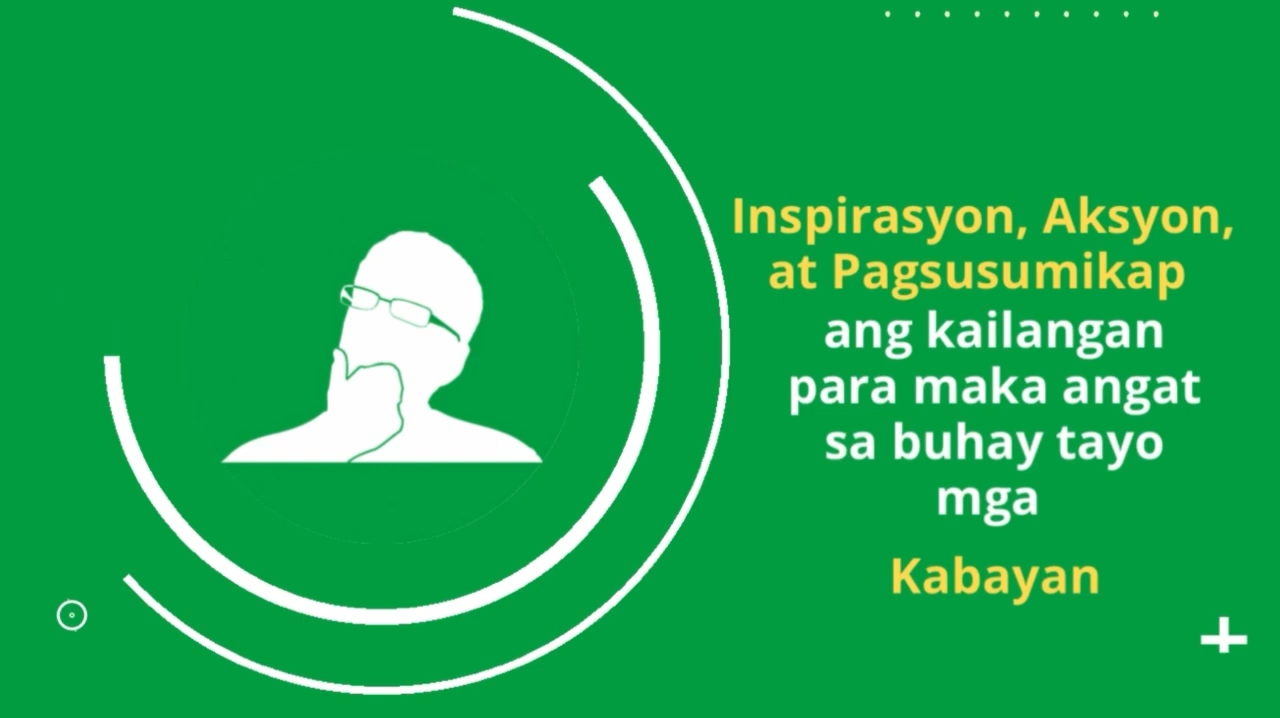 Inspirasyon, Aksyon,
at Pagsusumikap
ang kailangan
para maka angat
sa buhay tayo
mga
Kabayan